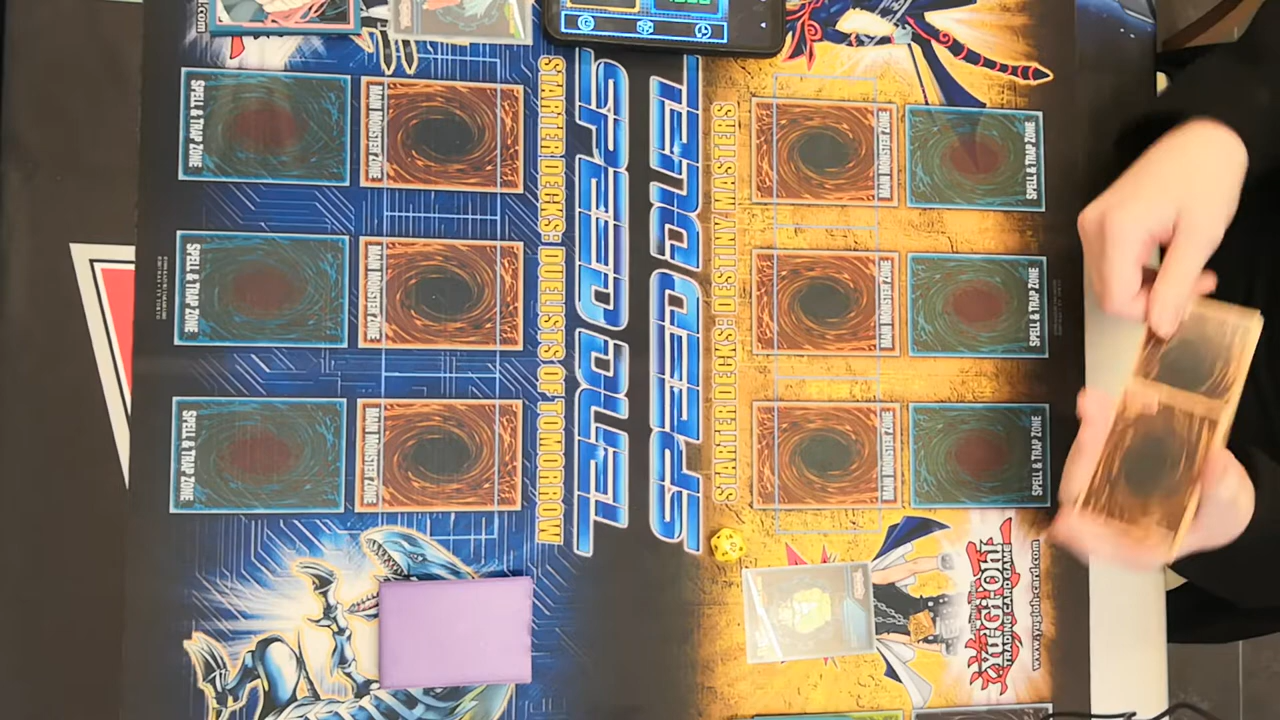 SPELL & TRAP ZONE
MAIN MONSTER ZONE
SPELL & TRAP ZONE
MAIN MONSTER ZONE
SPELL & TRAP ZONE
MAIN MONSTER ZONE
STARTER DECKS: DUELISTS OF TOMORROW
SPEED DUEL
SPEED DUEL
STARTER DECKS: DESTINY MASTERS
MAIN MONSTER ZONE
SPELL & TRAP ZONE
MAIN MONSTER ZONE
SPELL & TRAP ZONE
MAIN MONSTER ZONE
SPELL & TRAP ZONE
Yu-Gi-Oh!
TRADING CARD GAME
www.yugioh-card.com